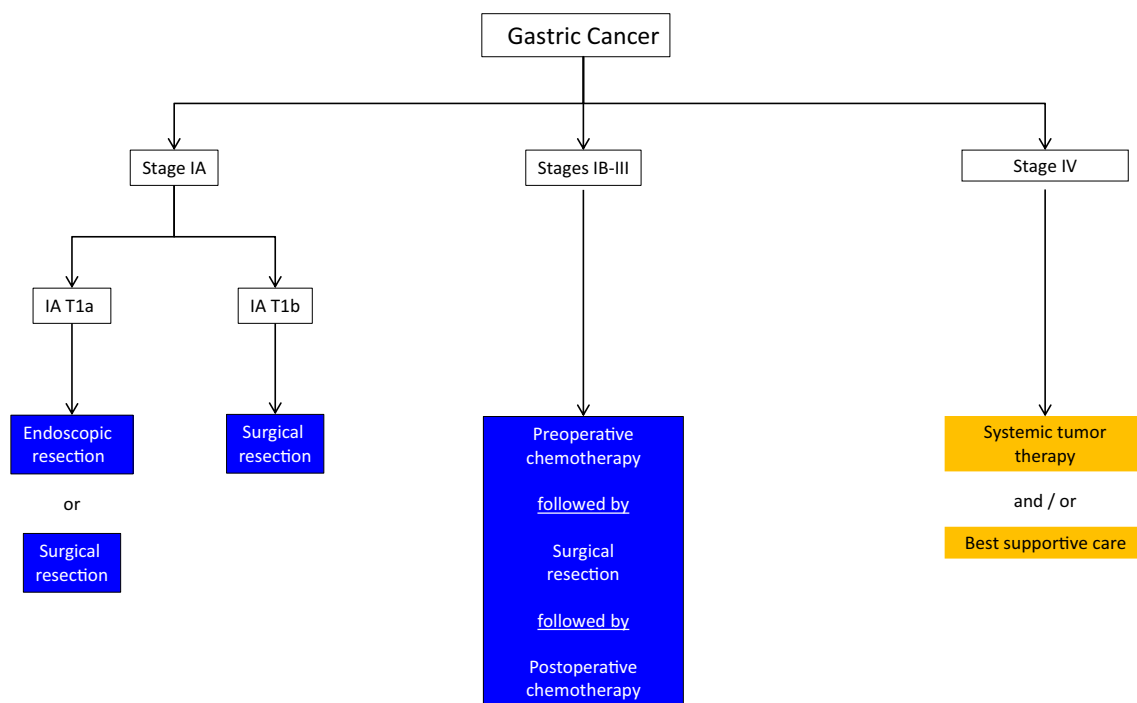 Gastric Cancer
Stage IA
Stages IB-III
Stage IV
IA T1a
IA T1b
Endoscopic
resection
or
Surgical
resection
Surgical
resection
Preoperative
chemotherapy
followed by
Surgical
resection
followed by
Postoperative
chemotherapy
Systemic tumor
therapy
and / or
Best supportive care